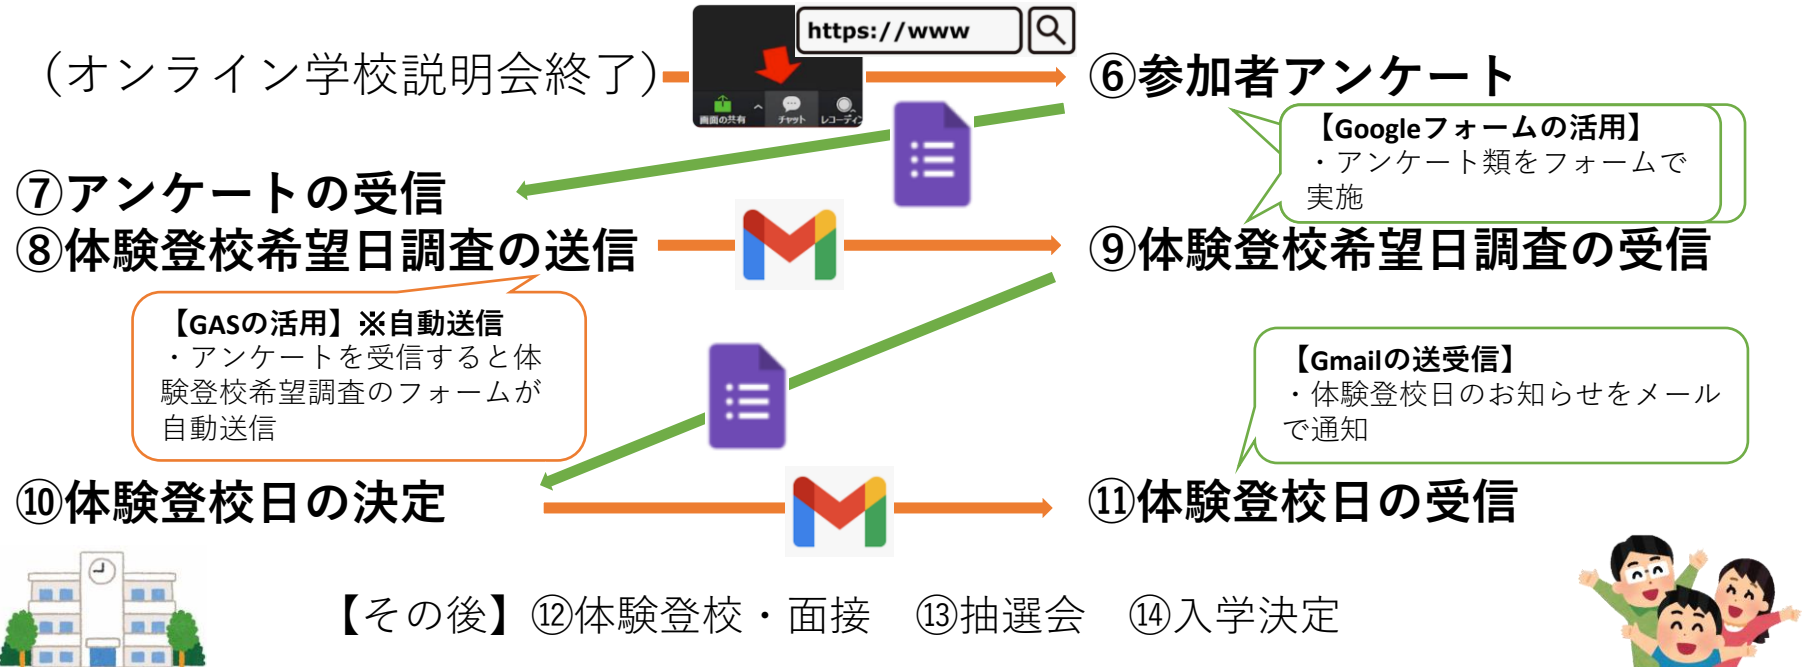 https://www
(オンライン学校説明会終了)
画面の共有
チャット
レコーディン
⑥参加者アンケート
【Googleフォームの活用】
・アンケート類をフォームで
実施
⑦アンケートの受信
⑧体験登校希望日調査の送信
⑨体験登校希望日調査の受信
【GASの活用】※自動送信
・アンケートを受信すると体
験登校希望調査のフォームが
自動送信
【Gmailの送受信】
・体験登校日のお知らせをメール
で通知
⑩体験登校日の決定
⑪体験登校日の受信
【その後】⑫体験登校・面接　⑬抽選会　⑭入学決定